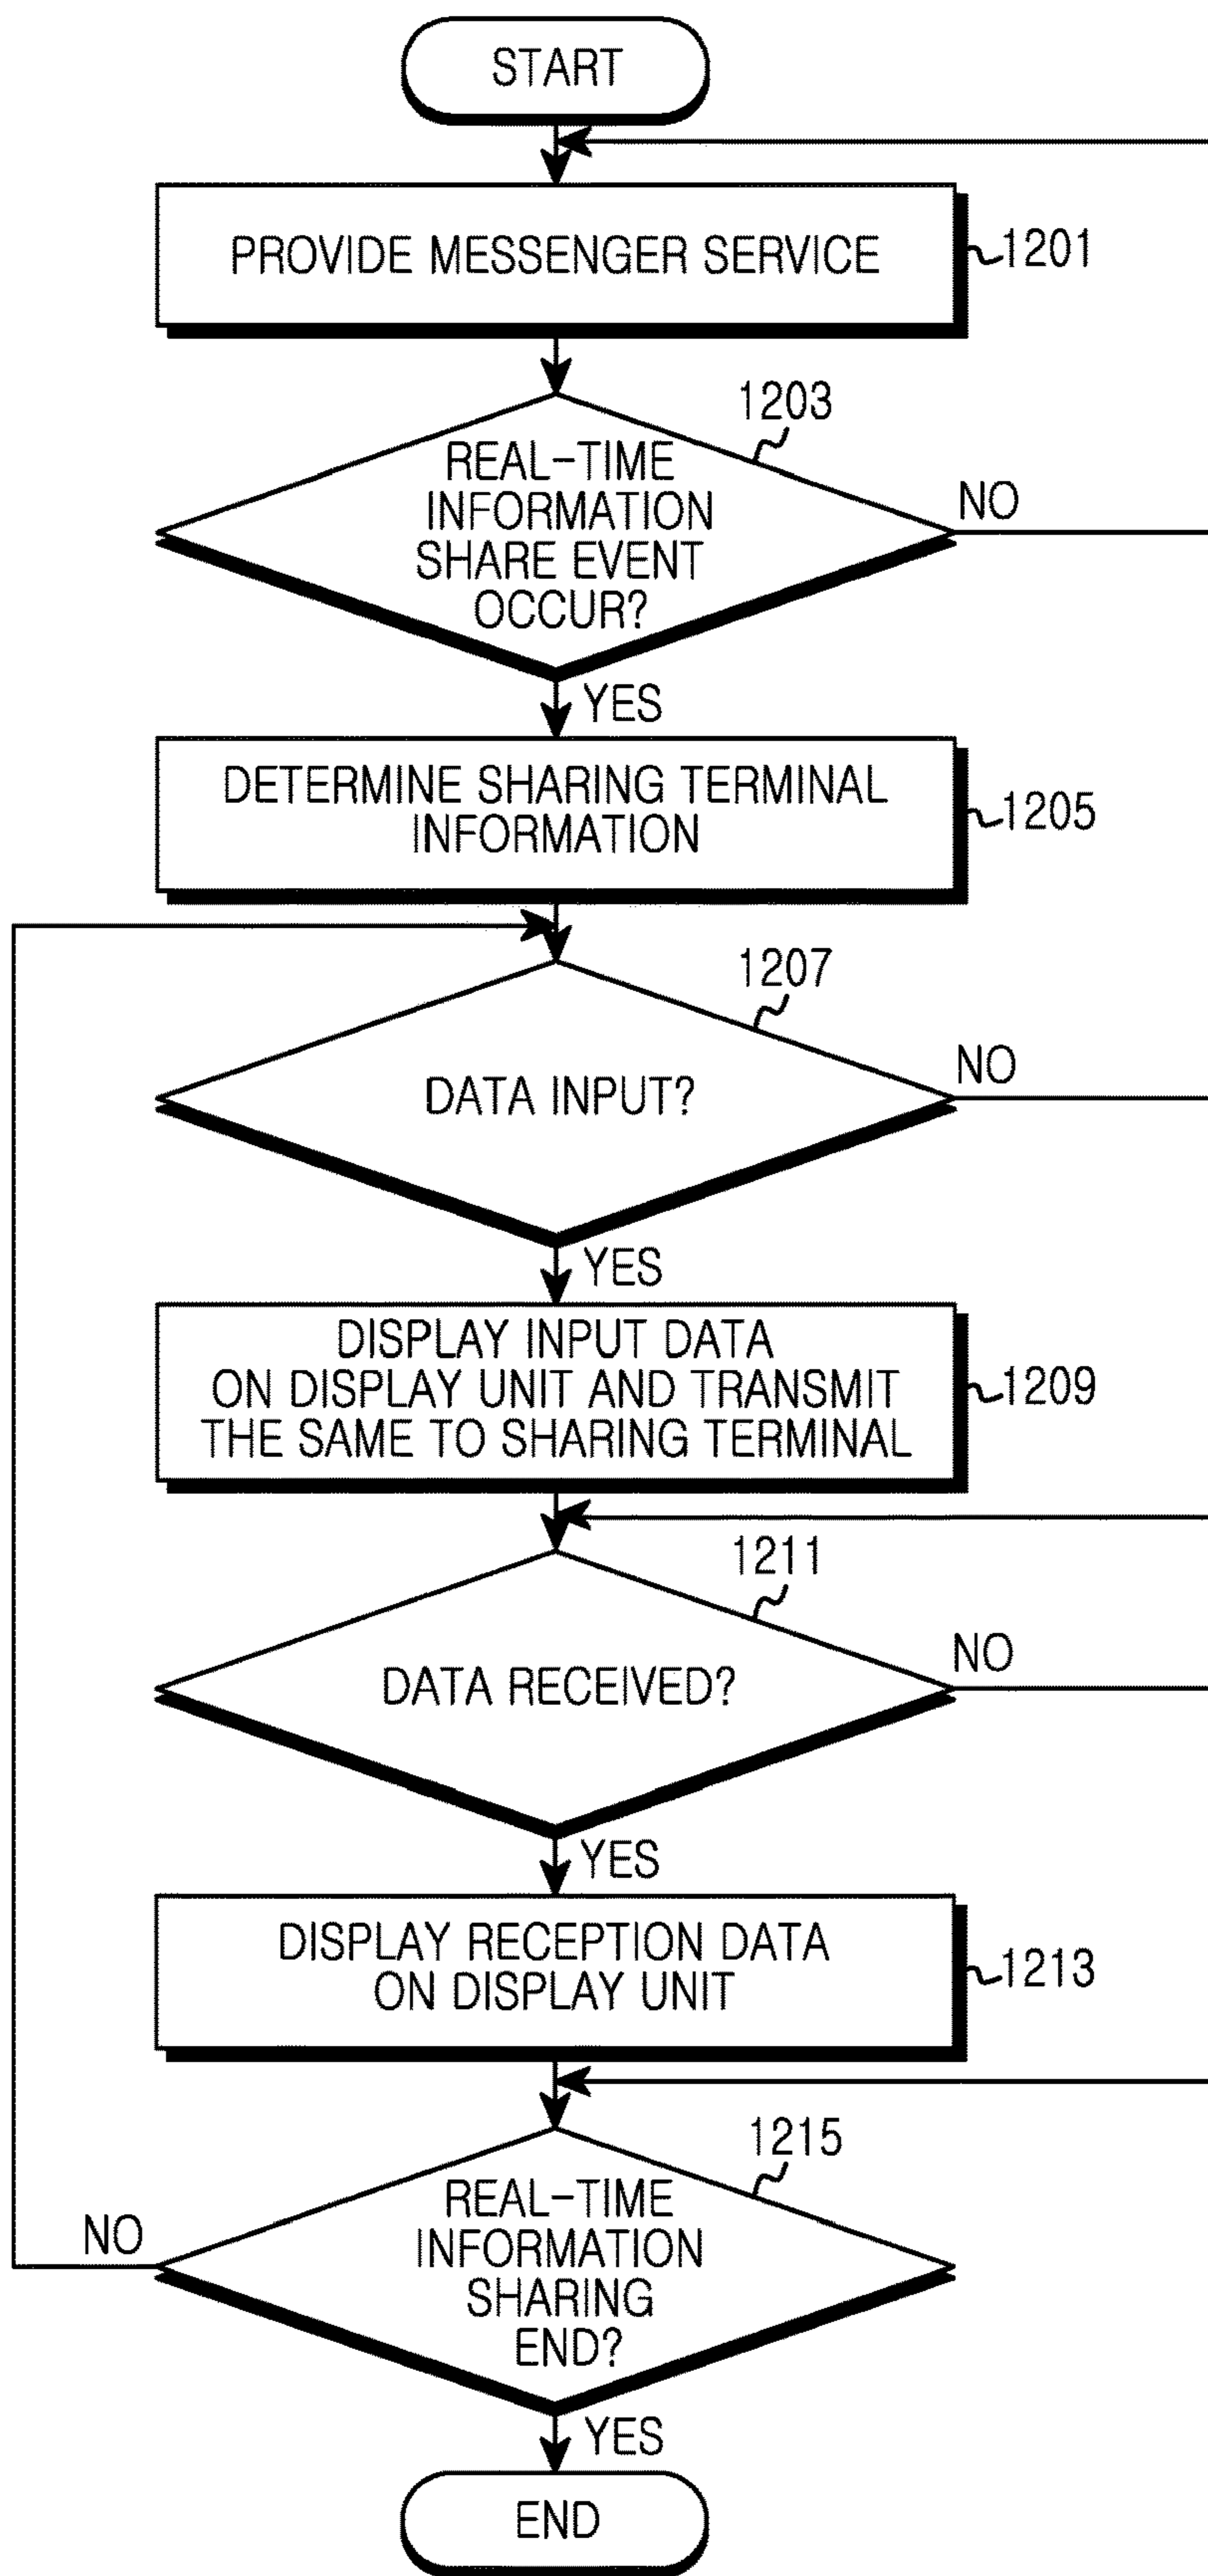 START
PROVIDE MESSENGER SERVICE
1201
1203
REAL-TIME
INFORMATION
SHARE EVENT
OCCUR?
NO
YES
DETERMINE SHARING TERMINAL
INFORMATION
1205
1207
DATA INPUT?
NO
YES
DISPLAY INPUT DATA
ON DISPLAY UNIT AND TRANSMIT
THE SAME TO SHARING TERMINAL
1209
1211
DATA RECEIVED?
NO
YES
DISPLAY RECEPTION DATA
ON DISPLAY UNIT
1213
1215
REAL-TIME
INFORMATION
SHARING
END?
NO
YES
END